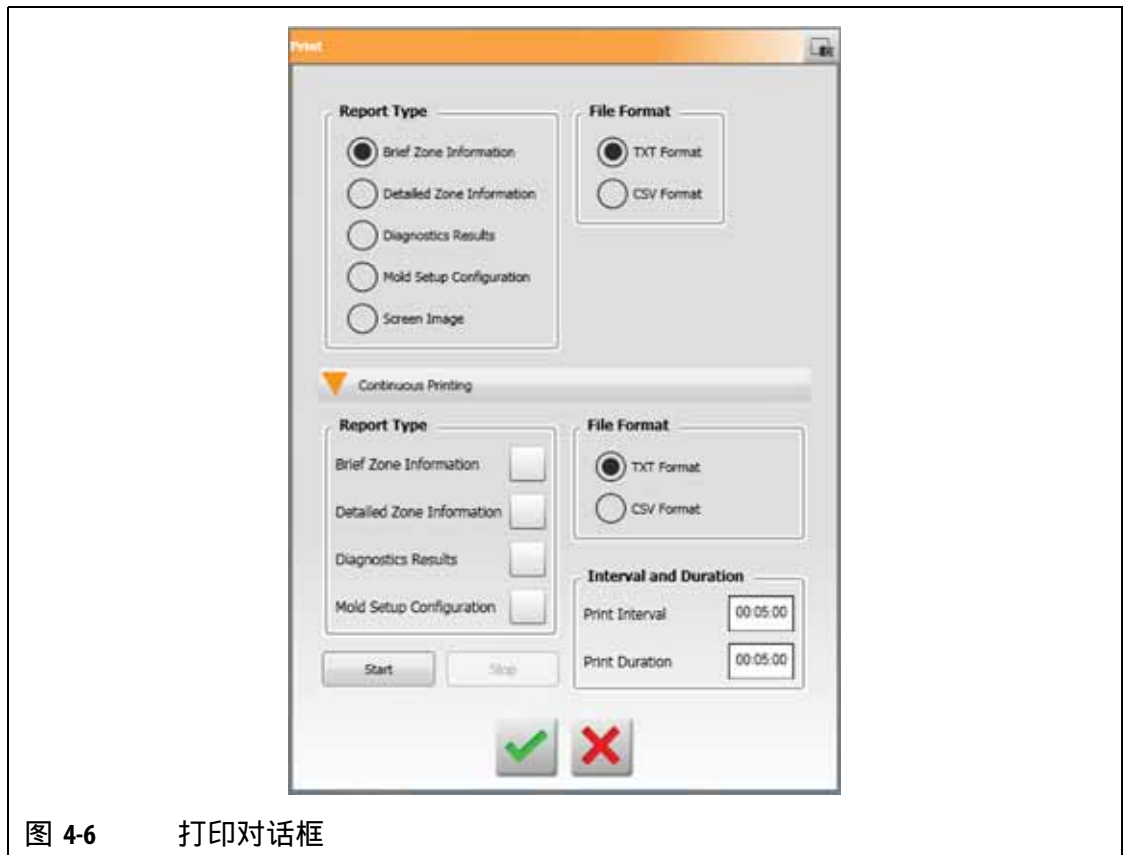 Print
Report Type
Brief Zone Information
Detailed Zone Information
Diagnostics Results
Mold Setup Configuration
Screen Image
File Format
TXT Format
CSV Format
Continuous Printing
Report Type
Brief Zone Information
Detailed Zone Information
Diagnostics Results
Mold Setup Configuration
File Format
TXT Format
CSV Format
Interval and Duration
Print Interval 00:05:00
Print Duration 00:05:00
Start Stop
图 4-6 打印对话框